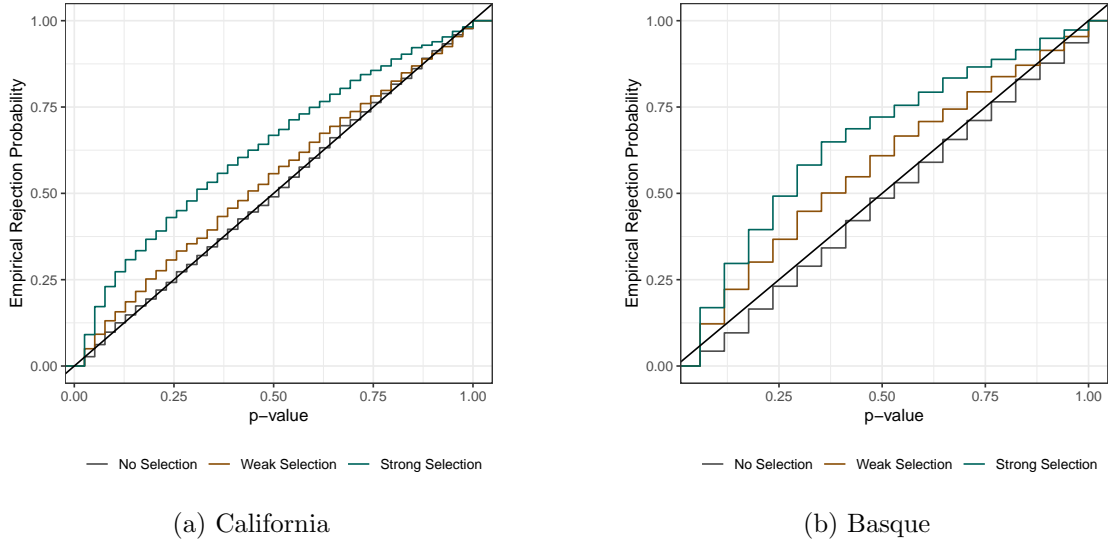 Empirical Rejection Probability
1.00
0.75
0.50
0.25
0.00
0.00 0.25 0.50 0.75 1.00
p−value
No Selection Weak Selection Strong Selection
(a) California
Empirical Rejection Probability
1.00
0.75
0.50
0.25
0.00
0.25 0.50 0.75 1.00
p−value
No Selection Weak Selection Strong Selection
(b) Basque